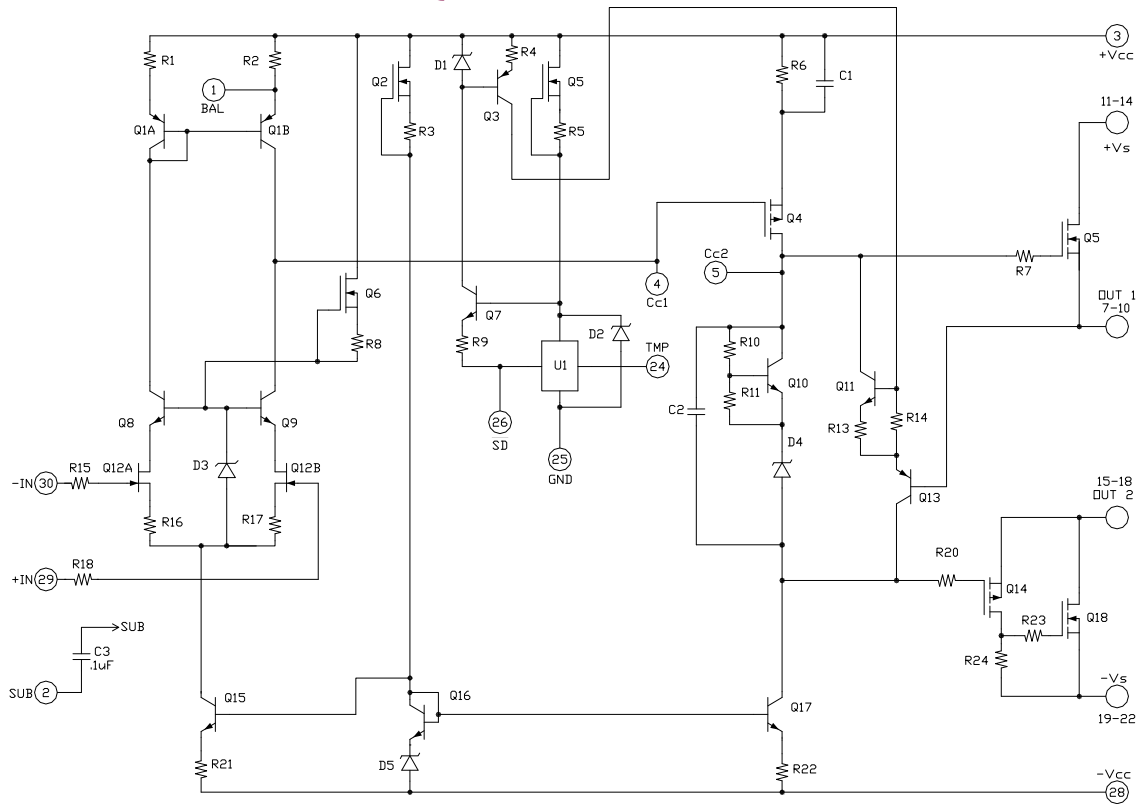 R1
R2
1
BAL
Q1A
Q1B
Q2
R3
D1
R4
Q3
Q5
R5
R6
C1
3
+Vcc
11-14
+Vs
Q4
Cc2
5
4
Cc1
R7
Q5
OUT 1
7-10
Q6
R8
Q7
R9
D2
TMP
24
U1
26
SD
25
GND
R10
R11
Q10
C2
D4
Q11
R13
R14
Q13
Q8
Q9
Q12A
Q12B
D3
R15
-IN 30
R16
R17
R18
+IN 29
15-18
OUT 2
R20
Q14
R23
Q18
R24
-Vs
19-22
SUB
C3
.1uF
SUB 2
Q15
Q16
Q17
R21
D5
R22
-Vcc
28